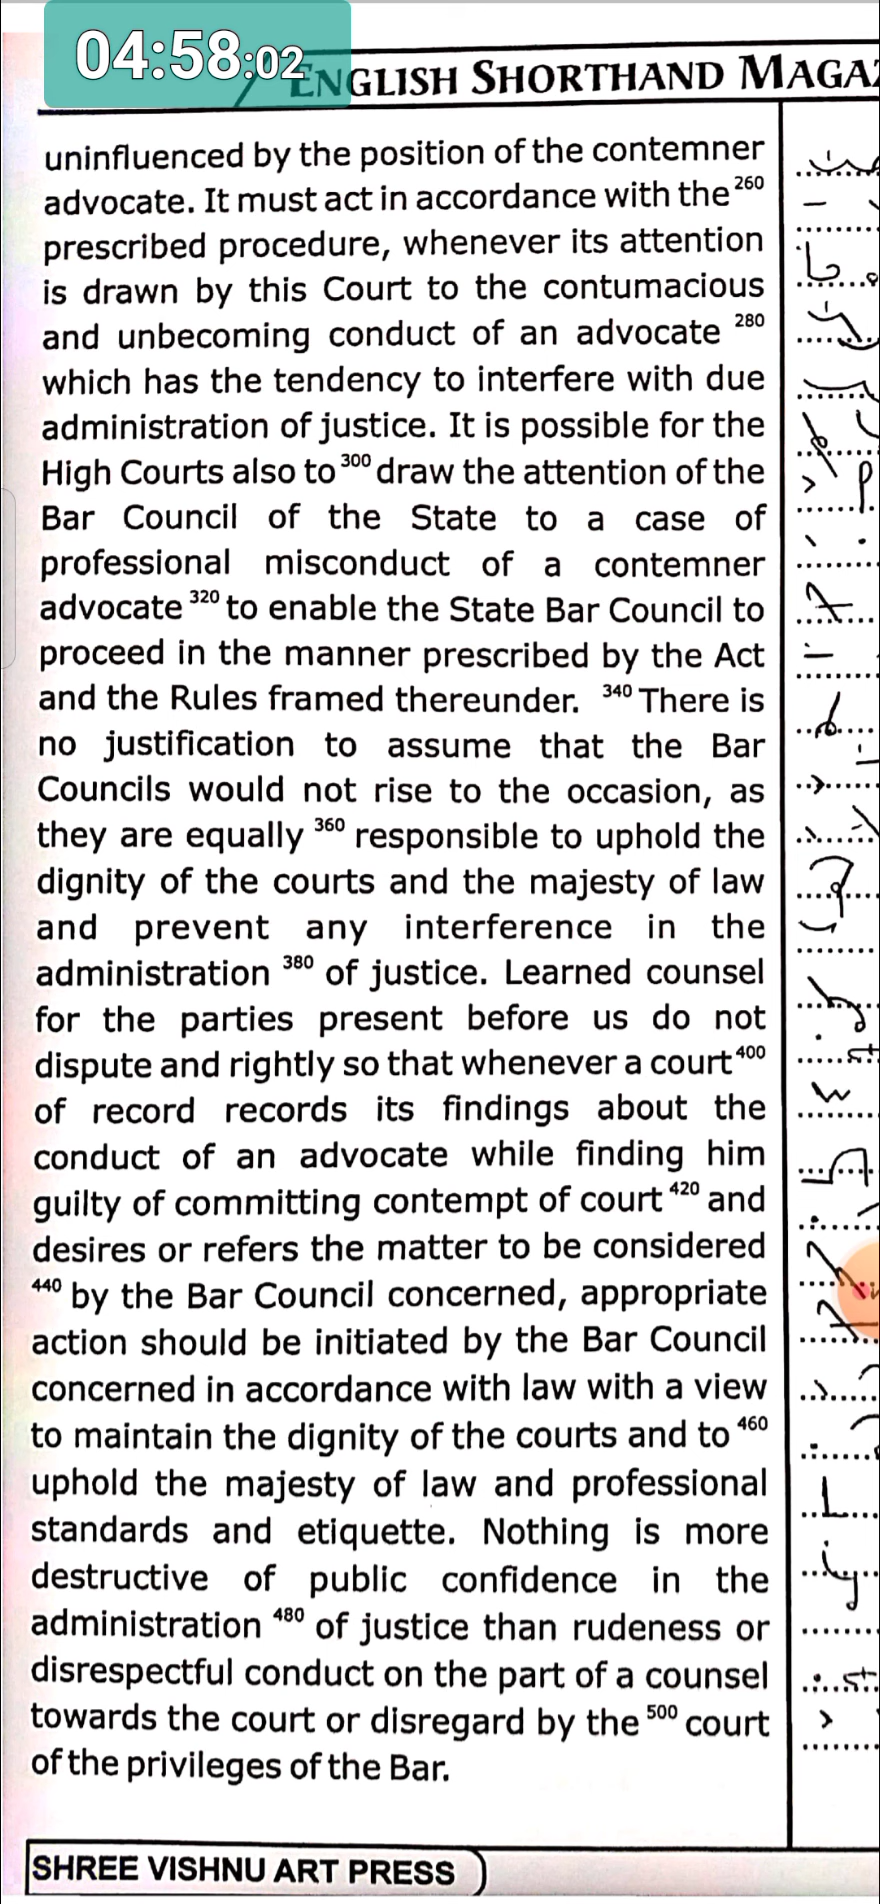 04:58:02
ENGLISH SHORTHAND MAGAZ
uninfluenced by the position of the contemner
advocate. It must act in accordance with the 260
prescribed procedure, whenever its attention
is drawn by this Court to the contumacious
and unbecoming conduct of an advocate 280
which has the tendency to interfere with due
administration of justice. It is possible for the
High Courts also to 300 draw the attention of the
Bar Council of the State to a case of
professional misconduct of a contemner
advocate 320 to enable the State Bar Council to
proceed in the manner prescribed by the Act
and the Rules framed thereunder. 340 There is
no justification to assume that the Bar
Councils would not rise to the occasion, as
they are equally 360 responsible to uphold the
dignity of the courts and the majesty of law
and prevent any interference in the
administration 380 of justice. Learned counsel
for the parties present before us do not
dispute and rightly so that whenever a court 400
of record records its findings about the
conduct of an advocate while finding him
guilty of committing contempt of court 420 and
desires or refers the matter to be considered
440 by the Bar Council concerned, appropriate
action should be initiated by the Bar Council
concerned in accordance with law with a view
to maintain the dignity of the courts and to 460
uphold the majesty of law and professional
standards and etiquette. Nothing is more
destructive of public confidence in the
administration 480 of justice than rudeness or
disrespectful conduct on the part of a counsel
towards the court or disregard by the 500 court
of the privileges of the Bar.
SHREE VISHNU ART PRESS